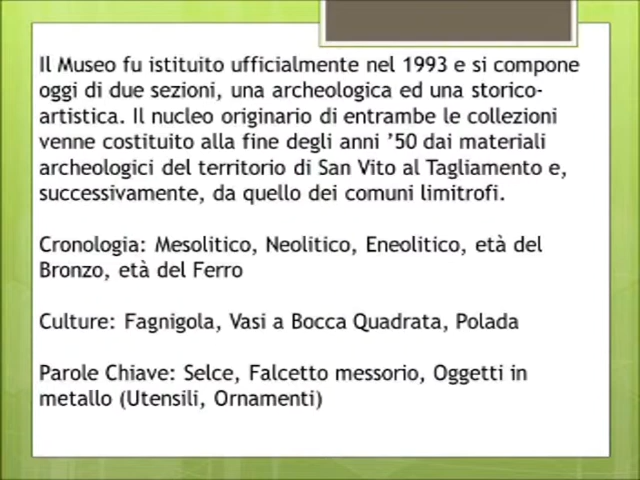 Il Museo fu istituito ufficialmente nel 1993 e si compone
oggi di due sezioni, una archeologica ed una storico-
artistica. Il nucleo originario di entrambe le collezioni
venne costituito alla fine degli anni ’50 dai materiali
archeologici del territorio di San Vito al Tagliamento e,
successivamente, da quello dei comuni limitrofi.
Cronologia: Mesolitico, Neolitico, Eneolitico, età del
Bronzo, età del Ferro
Culture: Fagnigola, Vasi a Bocca Quadrata, Polada
Parole Chiave: Selce, Falcetto messorio, Oggetti in
metallo (Utensili, Ornamenti)